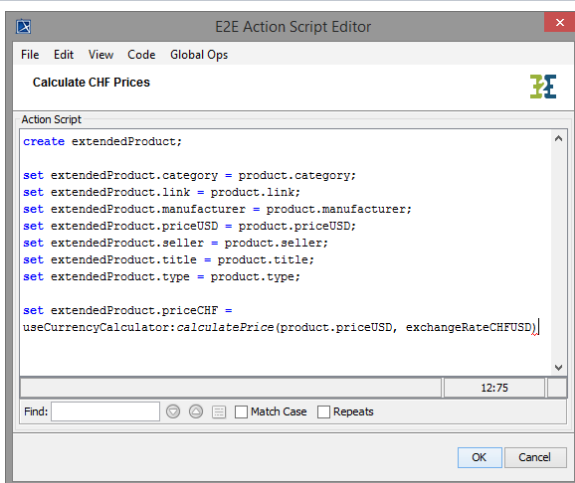 E2E Action Script Editor
File Edit View Code Global Ops
Calculate CHF Prices
E2E
Action Script
create extendedProduct;
set extendedProduct.category = product.category;
set extendedProduct.link = product.link;
set extendedProduct.manufacturer = product.manufacturer;
set extendedProduct.priceUSD = product.priceUSD;
set extendedProduct.seller = product.seller;
set extendedProduct.title = product.title;
set extendedProduct.type = product.type;
set extendedProduct.priceCHF =
useCurrencyCalculator:calculatePrice(product.priceUSD, exchangeRateCHFUSD)
12:75
Find: Match Case Repeats
OK Cancel